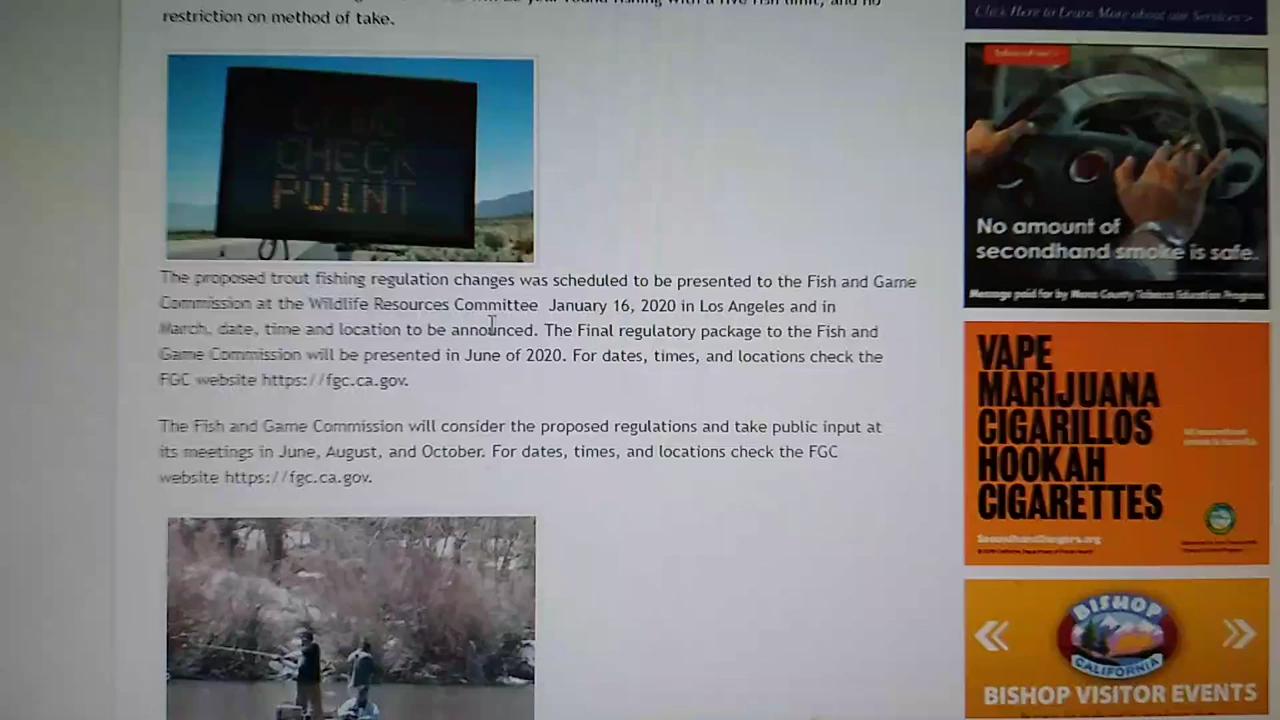 restriction on method of take.
CHECK
POINT
The proposed trout fishing regulation changes was scheduled to be presented to the Fish and Game
Commission at the Wildlife Resources Committee January 16, 2020 in Los Angeles and in
March, date, time and location to be announced. The Final regulatory package to the Fish and
Game Commission will be presented in June of 2020. For dates, times, and locations check the
FGC website https://fgc.ca.gov.
The Fish and Game Commission will consider the proposed regulations and take public input at
its meetings in June, August, and October. For dates, times, and locations check the FGC
website https://fgc.ca.gov.
Click Here to Learn More about our Services >
No amount of
secondhand smoke is safe.
Message paid for by Mono County Tobacco Education Program
VAPE
MARIJUANA
CIGARILLOS
HOOKAH
CIGARETTES
SecondhandDangers.org
BISHOP
CALIFORNIA
BISHOP VISITOR EVENTS